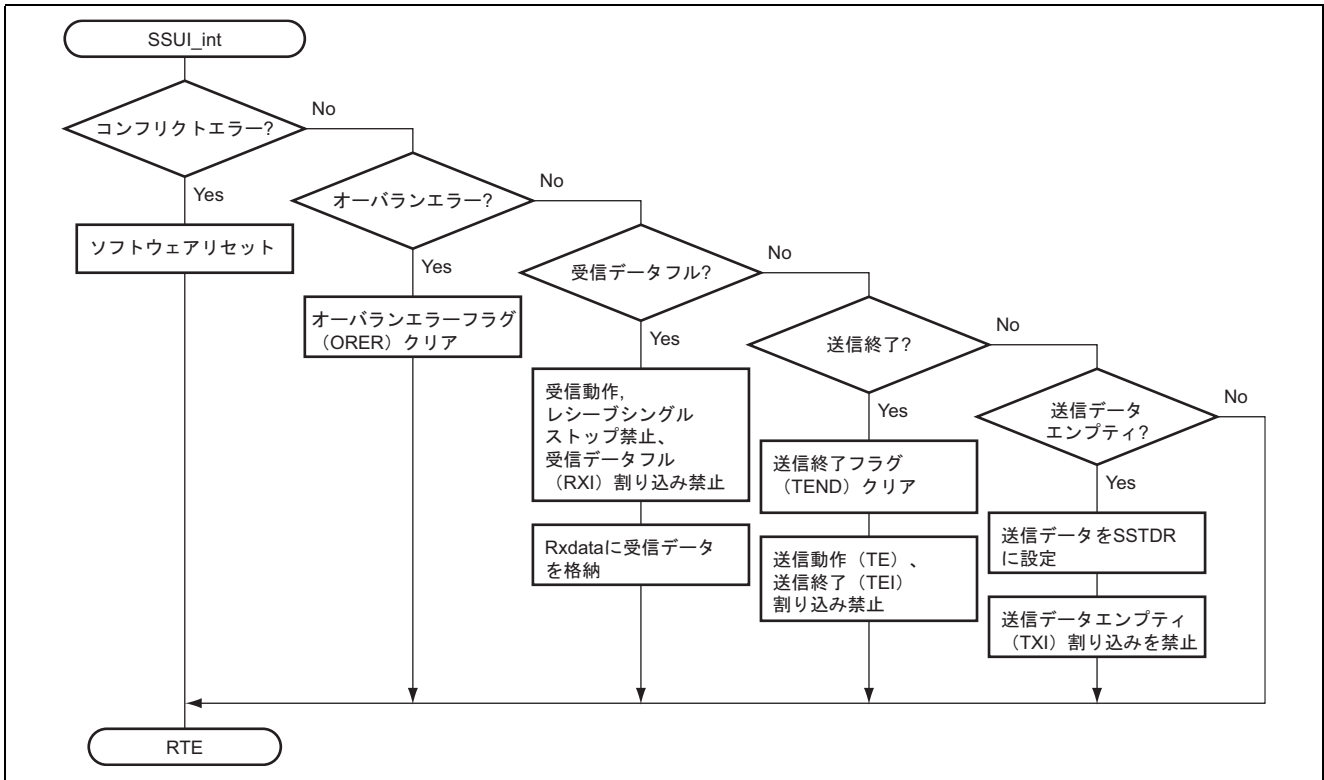 SSUI_int
コンフリクトエラー?
No
Yes
ソフトウェアリセット
オーバランエラー?
No
Yes
オーバランエラーフラグ
（ORER）クリア
受信データフル?
No
Yes
受信動作,
レシーブシングル
ストップ禁止、
受信データフル
（RXI）割り込み禁止
Rxdataに受信データ
を格納
送信終了?
No
Yes
送信終了フラグ
（TEND）クリア
送信動作（TE）、
送信終了（TEI）
割り込み禁止
送信データ
エンプティ?
No
Yes
送信データをSSTDR
に設定
送信データエンプティ
（TXI）割り込みを禁止
RTE